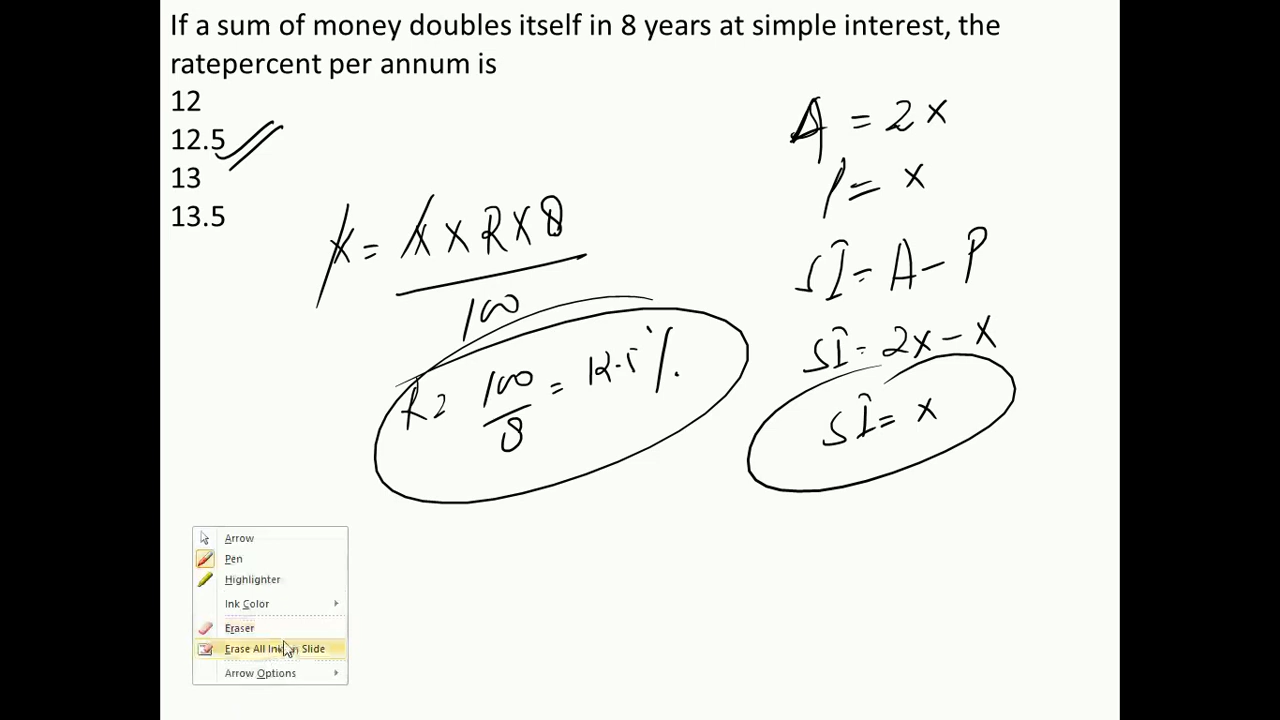 If a sum of money doubles itself in 8 years at simple interest, the
ratepercent per annum is
12
12.5
13
13.5
x = x X R X 8
100
R = 100/8 = 12.5%.
A = 2x
P = x
SI = A - P
SI = 2x - x
SI = x
Arrow
Pen
Highlighter
Ink Color
Eraser
Erase All Ink on Slide
Arrow Options